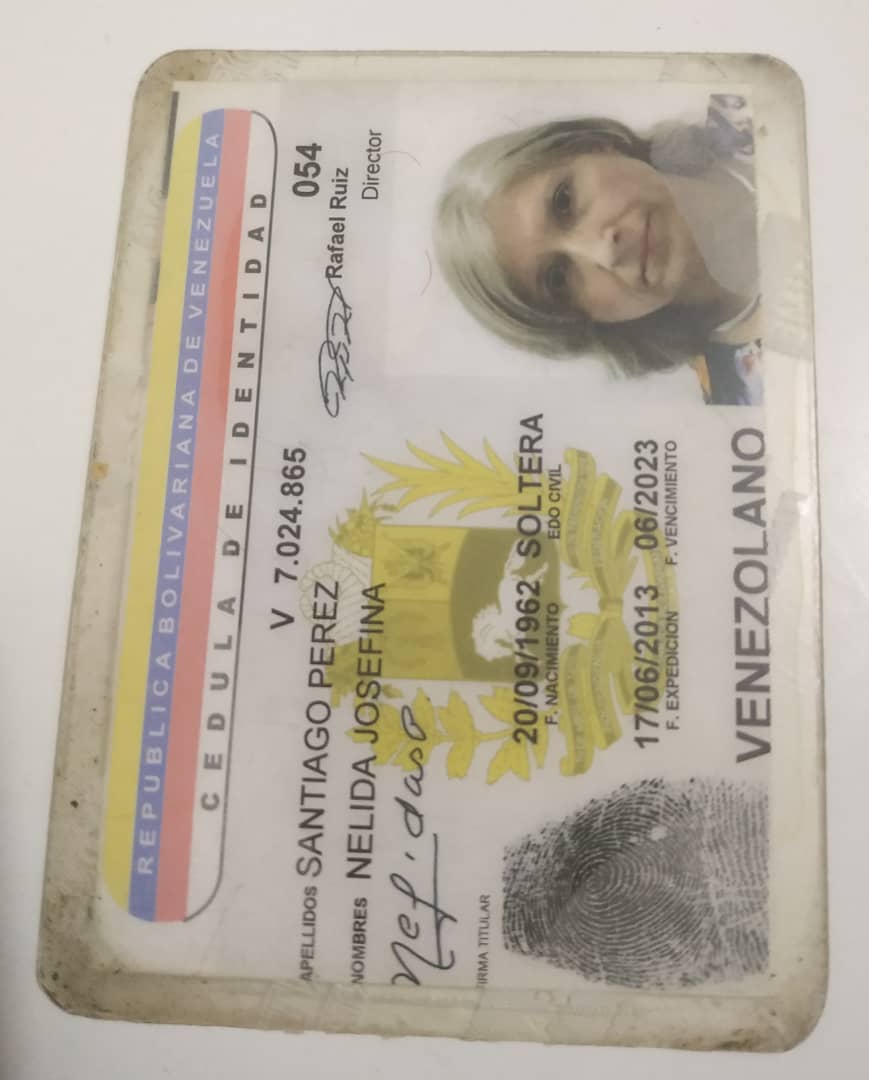 REPUBLICA BOLIVARIANA DE VENEZUELA
CEDULA DE IDENTIDAD
V 7.024.865
054
APELLIDOS SANTIAGO PEREZ
Rafael Ruiz
Director
NOMBRES NELIDA JOSEFINA
FIRMA TITULAR
20/09/1962 SOLTERA
F. NACIMIENTO EDO CIVIL
17/06/2013 06/2023
F. EXPEDICION F. VENCIMIENTO
VENEZOLANO